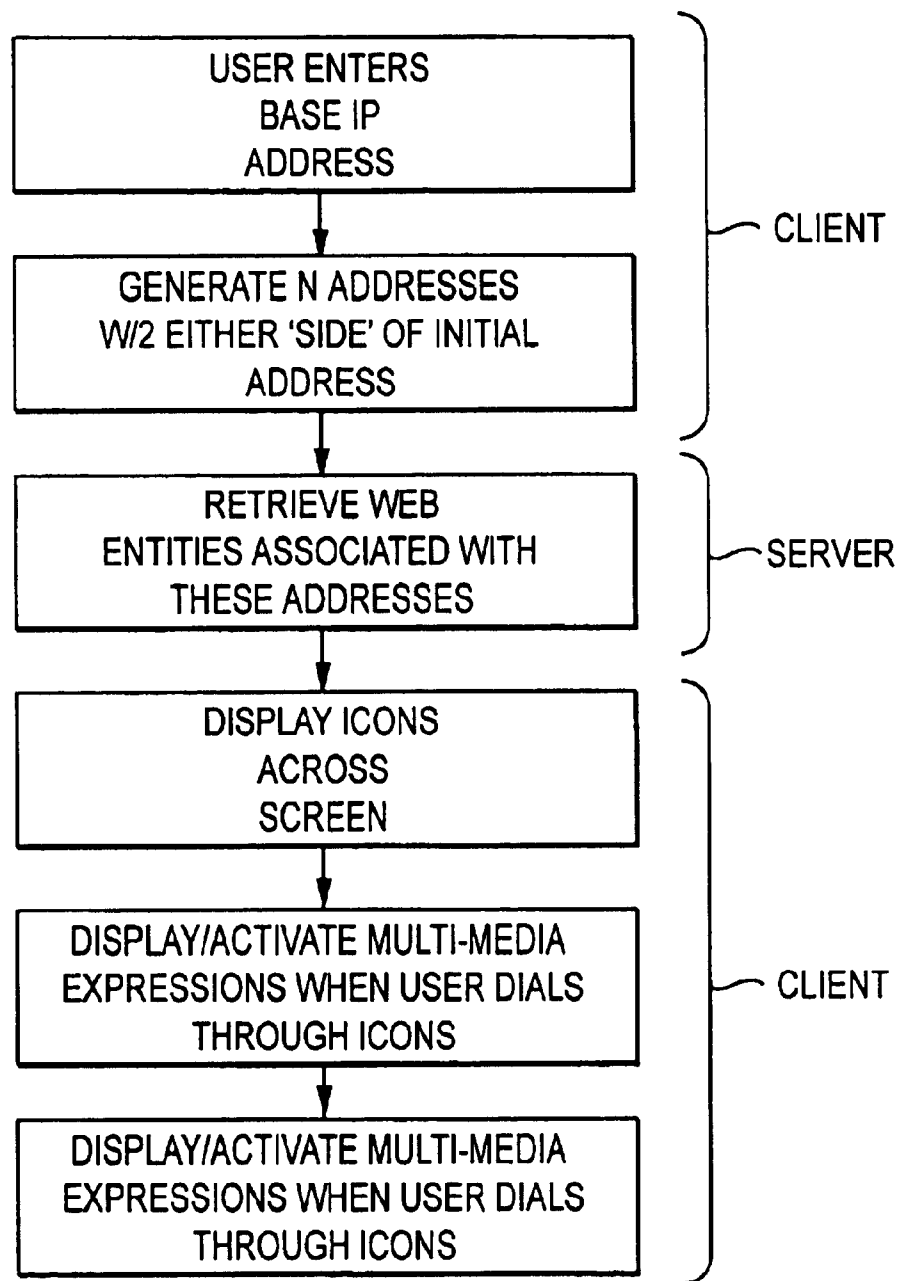 USER ENTERS
BASE IP
ADDRESS
GENERATE N ADDRESSES
W/2 EITHER 'SIDE' OF INITIAL
ADDRESS
CLIENT
RETRIEVE WEB
ENTITIES ASSOCIATED WITH
THESE ADDRESSES
SERVER
DISPLAY ICONS
ACROSS
SCREEN
DISPLAY/ACTIVATE MULTI-MEDIA
EXPRESSIONS WHEN USER DIALS
THROUGH ICONS
DISPLAY/ACTIVATE MULTI-MEDIA
EXPRESSIONS WHEN USER DIALS
THROUGH ICONS
CLIENT